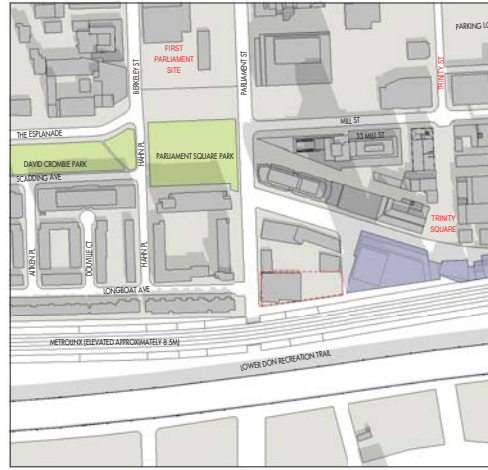 BERKELEY ST
FIRST
PARLIAMENT
SITE
PARLIAMENT ST
PARKING LO
TRINITY ST
MILL ST
THE ESPLANADE
33 MILL ST
HAHN PL
DAVID CROMBIE PARK
PARLIAMENT SQUARE PARK
SCADDING AVE
TRINITY
SQUARE
AITKEN PL
DOUVILLE CT
HAHN PL
LONGBOAT AVE
METROLINX (ELEVATED APPROXIMATELY 8.5M)
LOWER DON RECREATION TRAIL